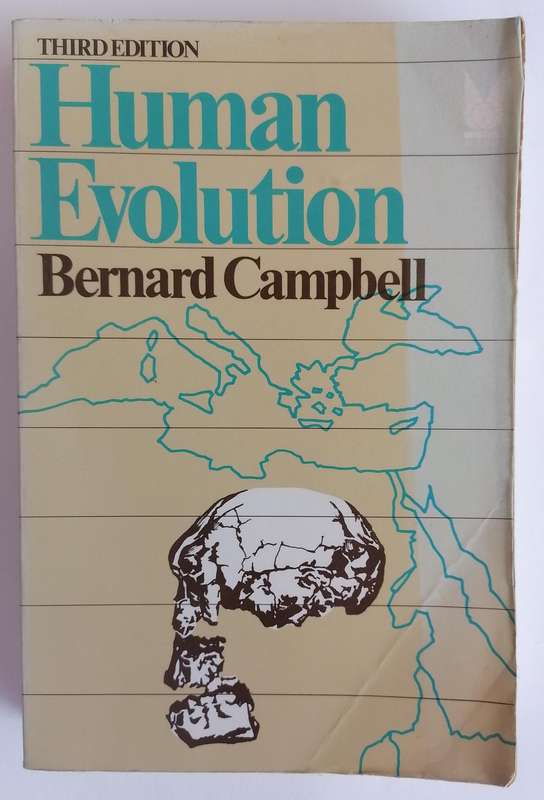 THIRD EDITION
Human
Evolution
Bernard Campbell